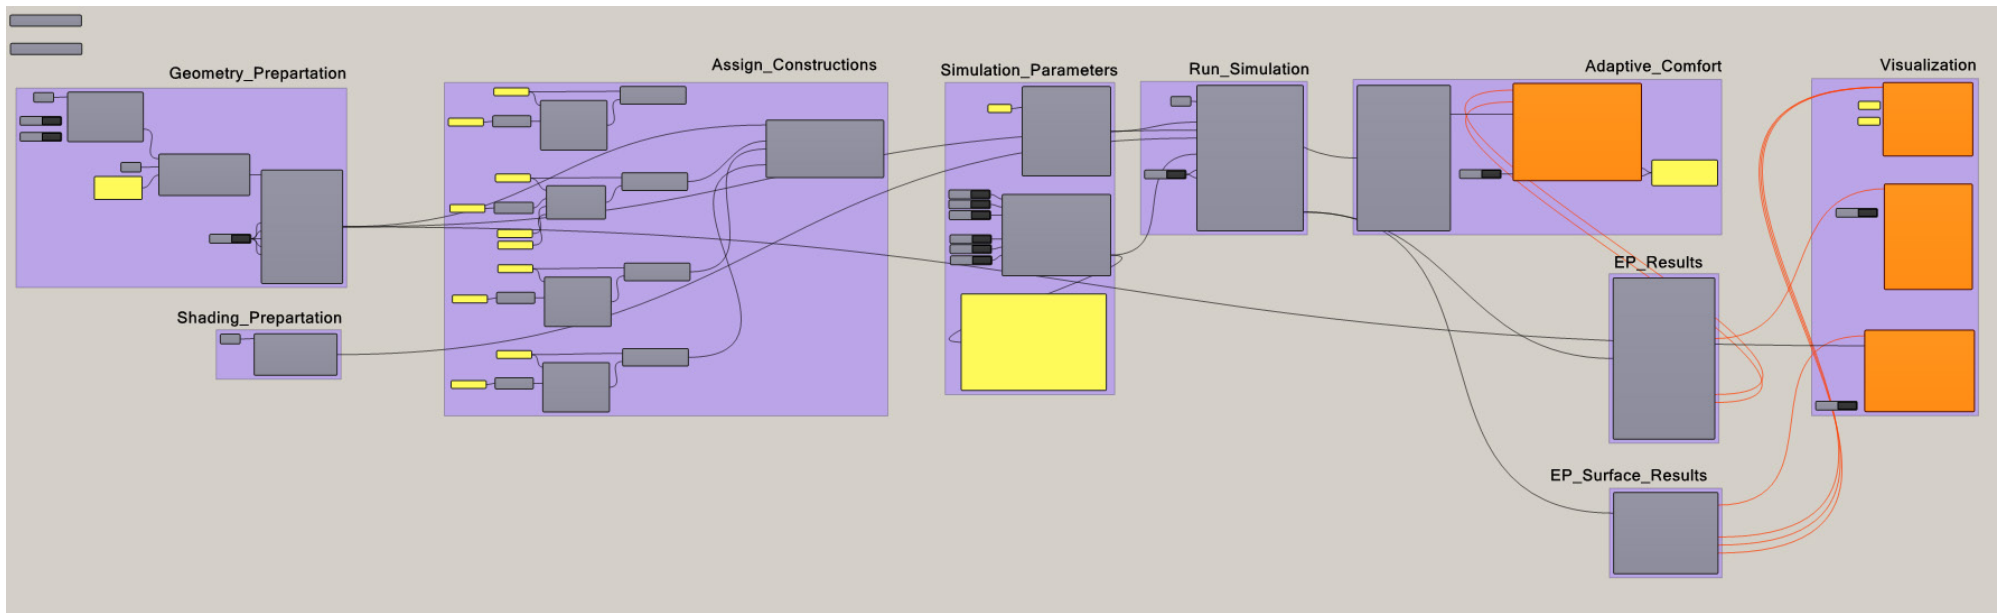 Geometry_Prepartation
Assign_Constructions
Simulation_Parameters
Run_Simulation
Adaptive_Comfort
Visualization
EP_Results
Shading_Prepartation
EP_Surface_Results